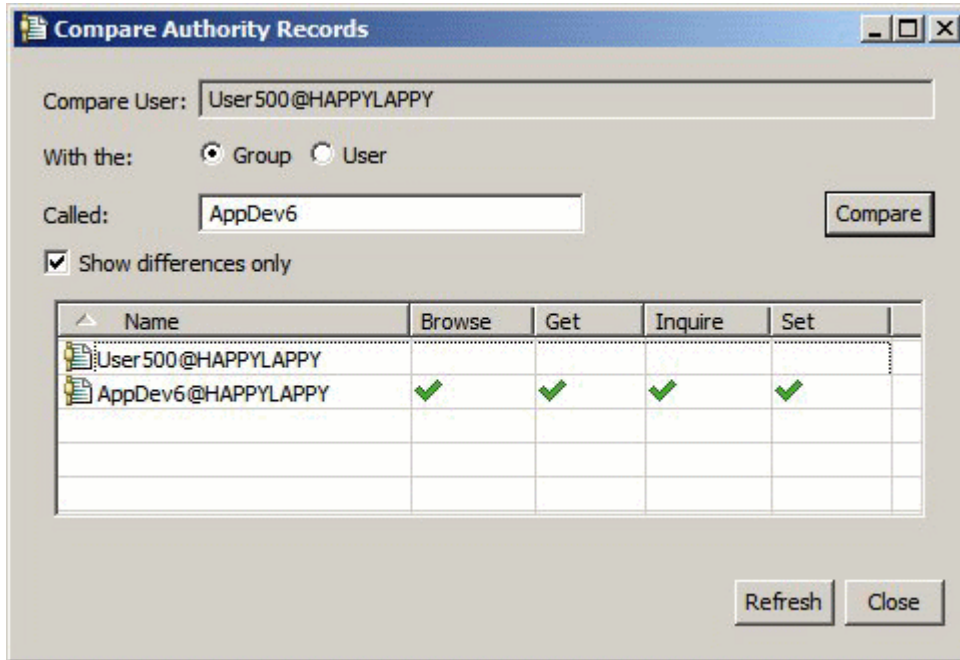 Compare Authority Records
Compare User: User500@HAPPYLAPPY
With the: Group User
Called: AppDev6 Compare
Show differences only
Name Browse Get Inquire Set
User500@HAPPYLAPPY
AppDev6@HAPPYLAPPY
Refresh Close